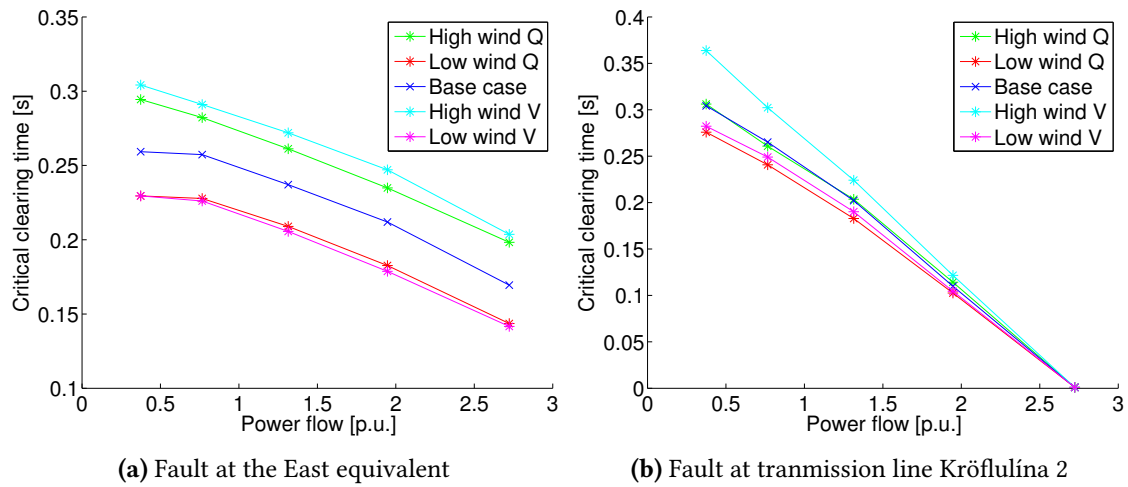 0.35
0.3
0.25
0.2
0.15
0.1
Critical clearing time [s]
0 0.5 1 1.5 2 2.5 3
Power flow [p.u.]
High wind Q
Low wind Q
Base case
High wind V
Low wind V
(a) Fault at the East equivalent
0.4
0.35
0.3
0.25
0.2
0.15
0.1
0.05
0
Critical clearing time [s]
0 0.5 1 1.5 2 2.5 3
Power flow [p.u.]
High wind Q
Low wind Q
Base case
High wind V
Low wind V
(b) Fault at tranmission line Kröflulína 2